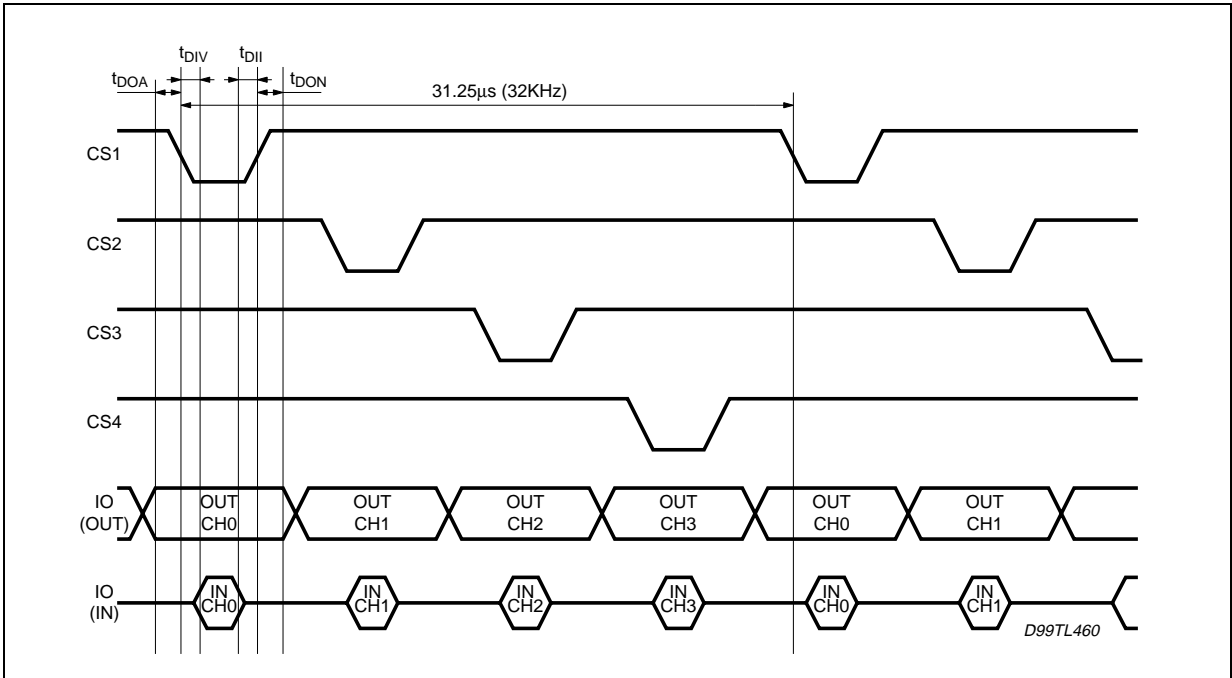 tDIV
tDII
tDOA
tDON
31.25µs (32KHz)
CS1
CS2
CS3
CS4
IO
(OUT)
OUT
CH0
OUT
CH1
OUT
CH2
OUT
CH3
OUT
CH0
OUT
CH1
IO
(IN)
IN
CH0
IN
CH1
IN
CH2
IN
CH3
IN
CH0
IN
CH1
D99TL460